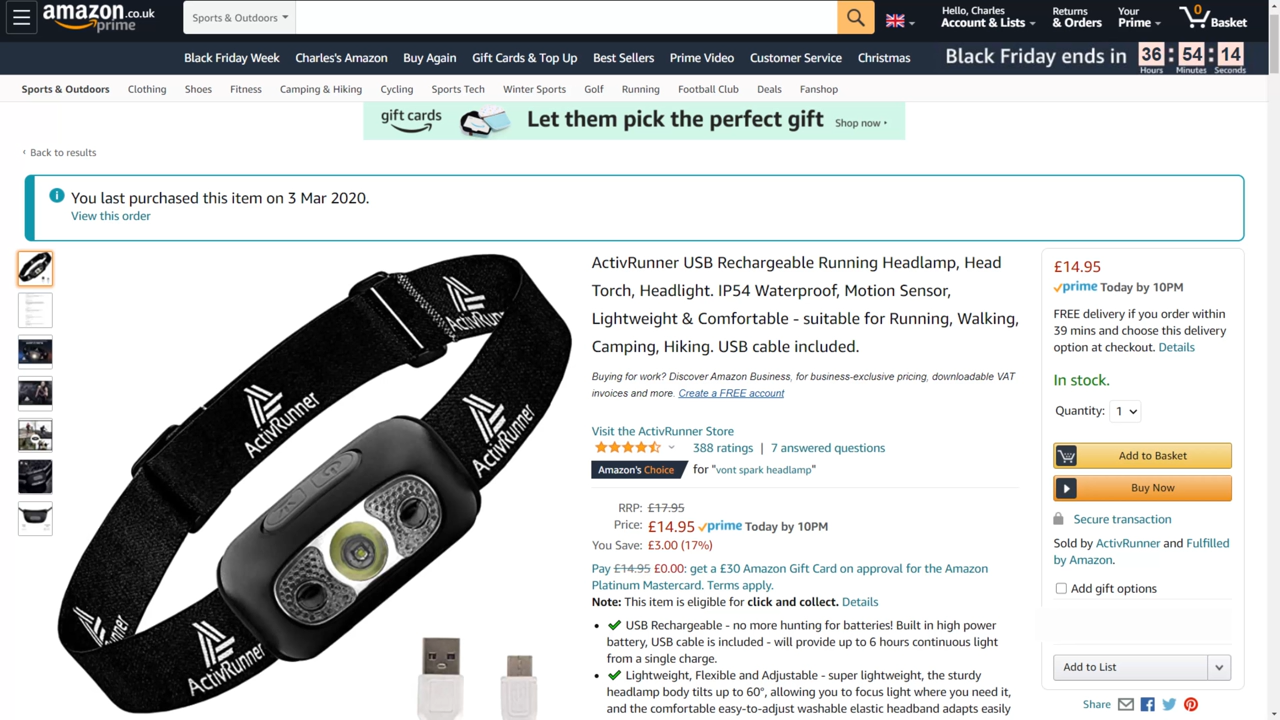 amazon.co.uk
prime
Sports & Outdoors
Hello, Charles
Account & Lists
Returns
& Orders
Your
Prime
0
Basket
Black Friday Week
Charles's Amazon
Buy Again
Gift Cards & Top Up
Best Sellers
Prime Video
Customer Service
Christmas
Black Friday ends in
36 : 54 : 14
Hours Minutes Seconds
Sports & Outdoors
Clothing
Shoes
Fitness
Camping & Hiking
Cycling
Sports Tech
Winter Sports
Golf
Running
Football Club
Deals
Fanshop
gift cards
Let them pick the perfect gift
Shop now ›
‹ Back to results
You last purchased this item on 3 Mar 2020.
View this order
ActivRunner
ActivRunner
ActivRunner
ActivRunner
ActivRunner USB Rechargeable Running Headlamp, Head
Torch, Headlight. IP54 Waterproof, Motion Sensor,
Lightweight & Comfortable - suitable for Running, Walking,
Camping, Hiking. USB cable included.
Buying for work? Discover Amazon Business, for business-exclusive pricing, downloadable VAT
invoices and more. Create a FREE account
Visit the ActivRunner Store
388 ratings | 7 answered questions
Amazon's Choice for "vont spark headlamp"
RRP: £17.95
Price: £14.95 prime Today by 10PM
You Save: £3.00 (17%)
Pay £14.95 £0.00: get a £30 Amazon Gift Card on approval for the Amazon
Platinum Mastercard. Terms apply.
Note: This item is eligible for click and collect. Details
• ✔ USB Rechargeable - no more hunting for batteries! Built in high power
battery, USB cable is included - will provide up to 6 hours continuous light
from a single charge.
• ✔ Lightweight, Flexible and Adjustable - super lightweight, the sturdy
headlamp body tilts up to 60°, allowing you to focus light where you need it,
and the comfortable easy-to-adjust washable elastic headband adapts easily
£14.95
prime Today by 10PM
FREE delivery if you order within
39 mins and choose this delivery
option at checkout. Details
In stock.
Quantity: 1
Add to Basket
Buy Now
Secure transaction
Sold by ActivRunner and Fulfilled
by Amazon.
Add gift options
Add to List
Share